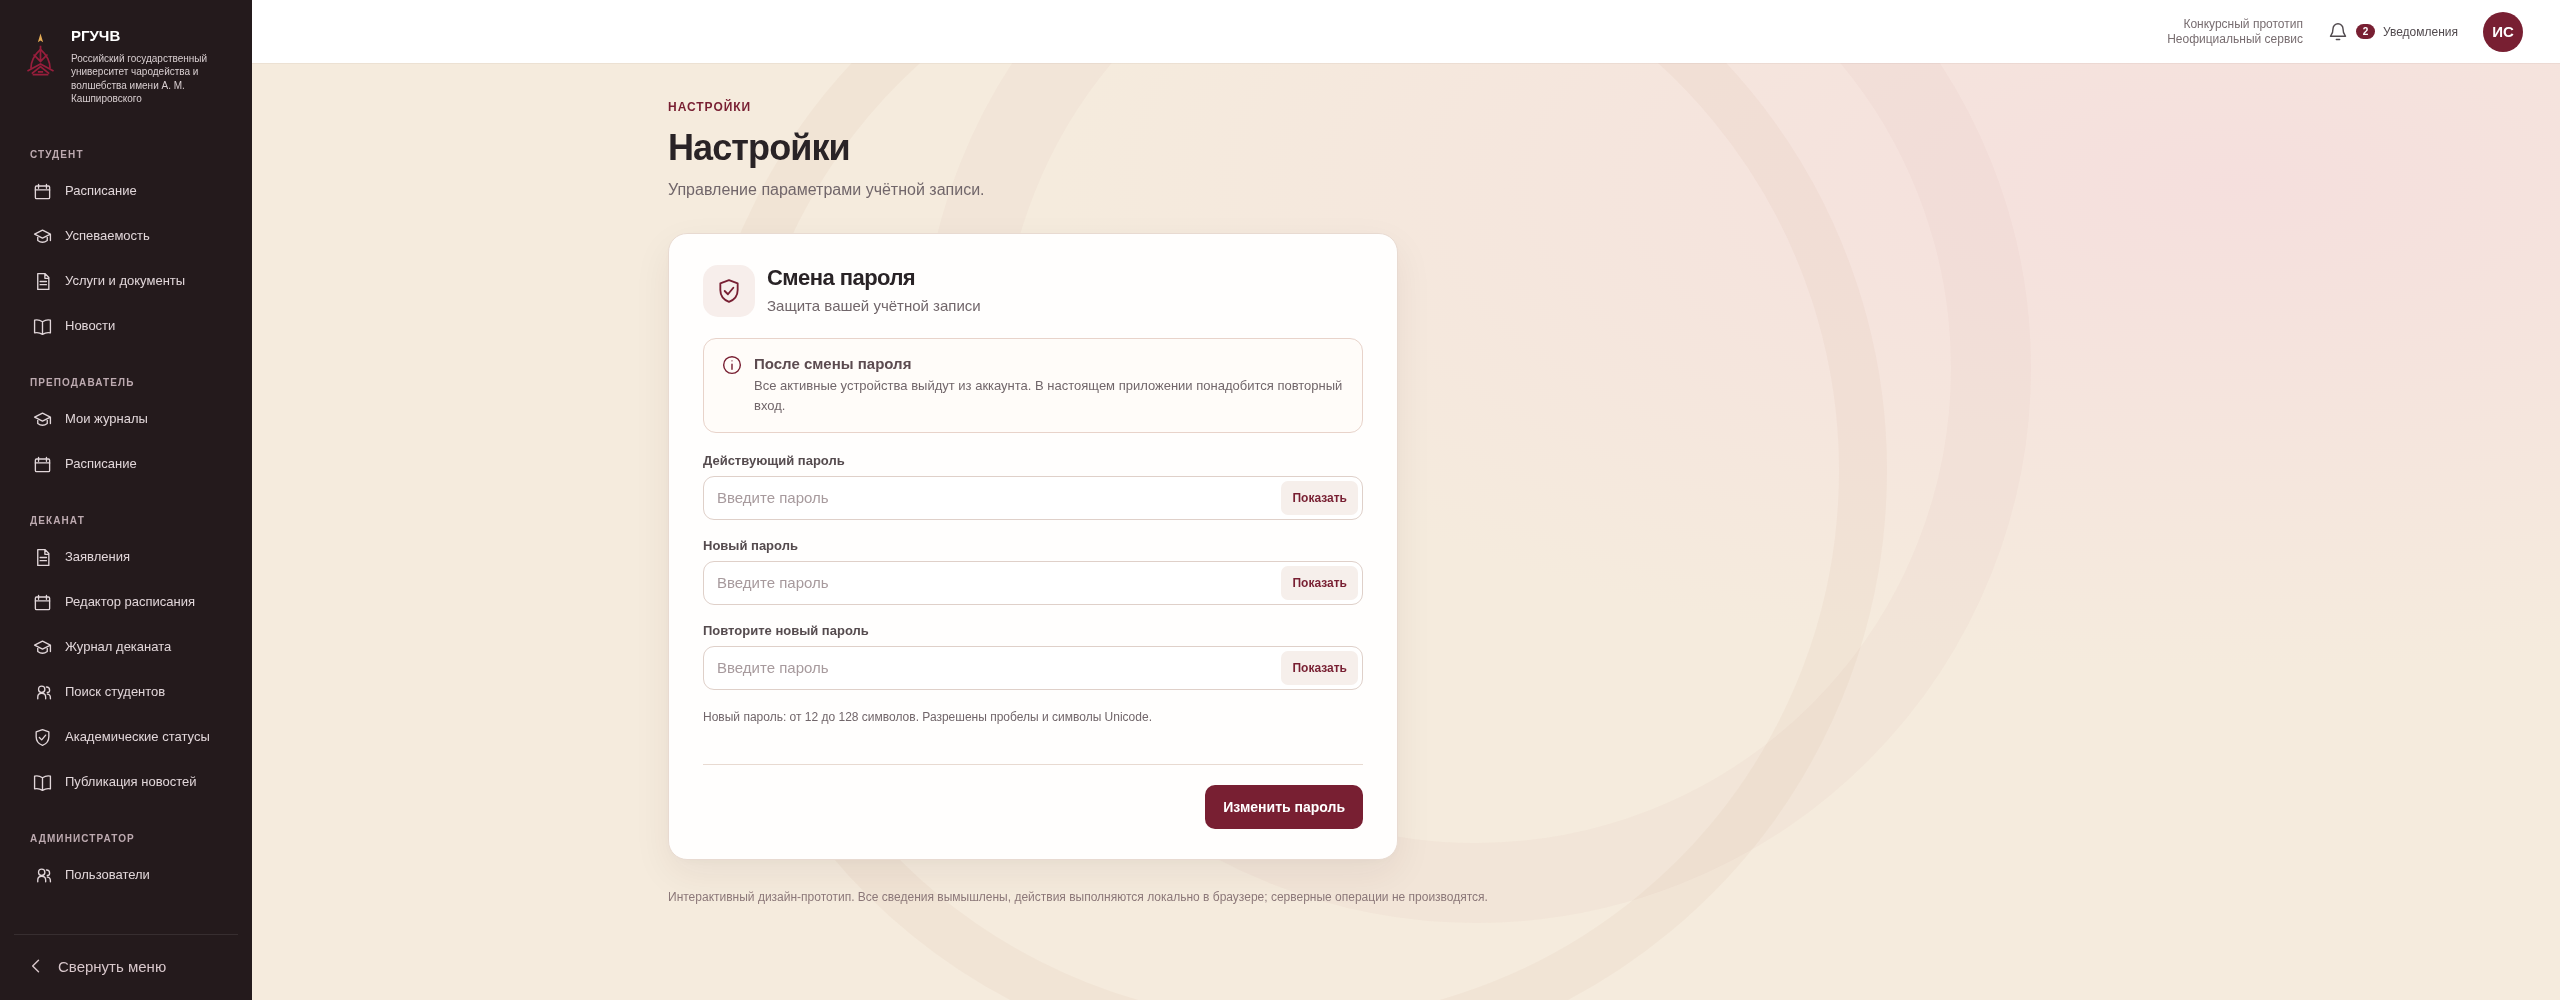 РГУЧВ
Российский государственный
университет чародейства и
волшебства имени А. М.
Кашпировского
СТУДЕНТ
Расписание
Успеваемость
Услуги и документы
Новости
ПРЕПОДАВАТЕЛЬ
Мои журналы
Расписание
ДЕКАНАТ
Заявления
Редактор расписания
Журнал деканата
Поиск студентов
Академические статусы
Публикация новостей
АДМИНИСТРАТОР
Пользователи
Свернуть меню
Конкурсный прототип
Неофициальный сервис
2 Уведомления
ИС
НАСТРОЙКИ
Настройки
Управление параметрами учётной записи.
Смена пароля
Защита вашей учётной записи
После смены пароля
Все активные устройства выйдут из аккаунта. В настоящем приложении понадобится повторный
вход.
Действующий пароль
Введите пароль Показать
Новый пароль
Введите пароль Показать
Повторите новый пароль
Введите пароль Показать
Новый пароль: от 12 до 128 символов. Разрешены пробелы и символы Unicode.
Изменить пароль
Интерактивный дизайн-прототип. Все сведения вымышлены, действия выполняются локально в браузере; серверные операции не производятся.